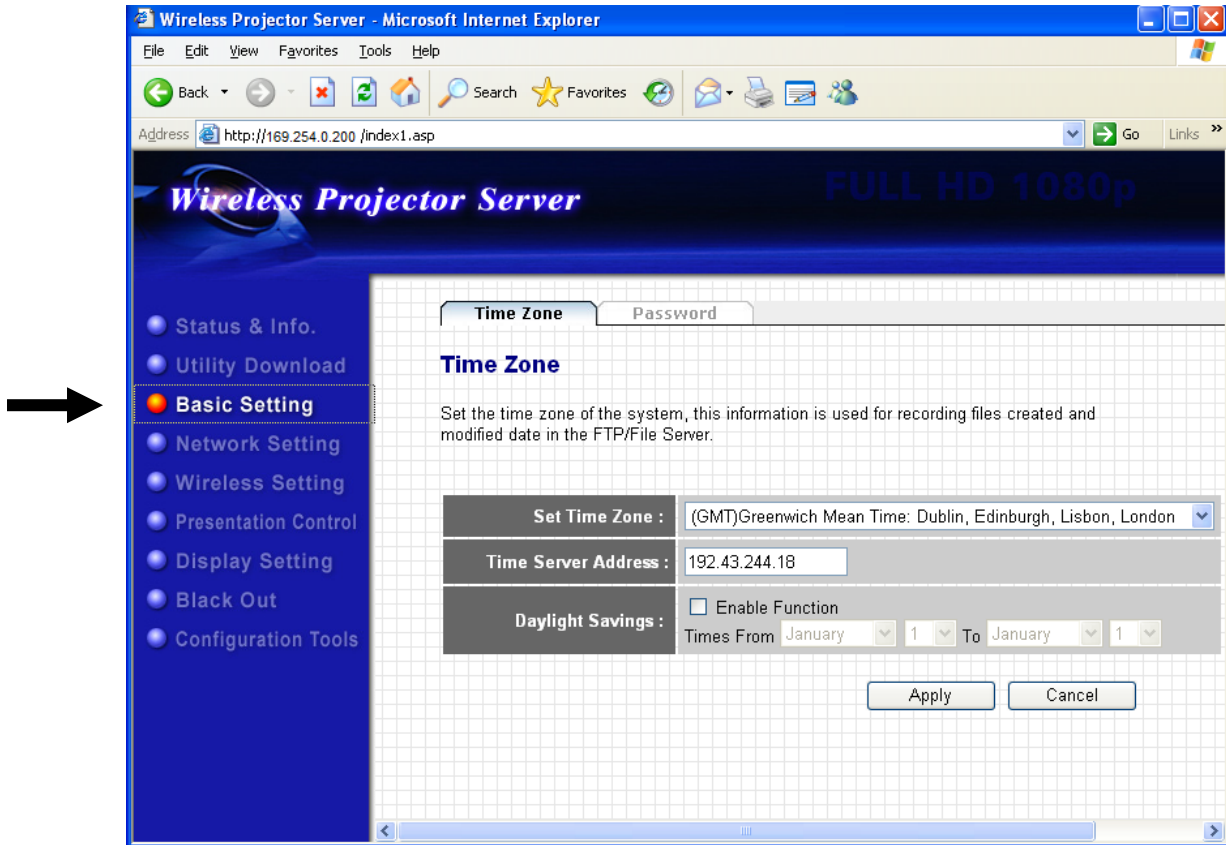 Wireless Projector Server - Microsoft Internet Explorer
File Edit View Favorites Tools Help
Back Search Favorites
Address http://169.254.0.200 /index1.asp Go Links »
Wireless Projector Server FULL HD 1080p
Time Zone Password
Status & Info.
Utility Download
Basic Setting
Network Setting
Wireless Setting
Presentation Control
Display Setting
Black Out
Configuration Tools
Time Zone
Set the time zone of the system, this information is used for recording files created and
modified date in the FTP/File Server.
Set Time Zone : (GMT)Greenwich Mean Time: Dublin, Edinburgh, Lisbon, London
Time Server Address : 192.43.244.18
Daylight Savings : Enable Function
Times From January 1 To January 1
Apply Cancel